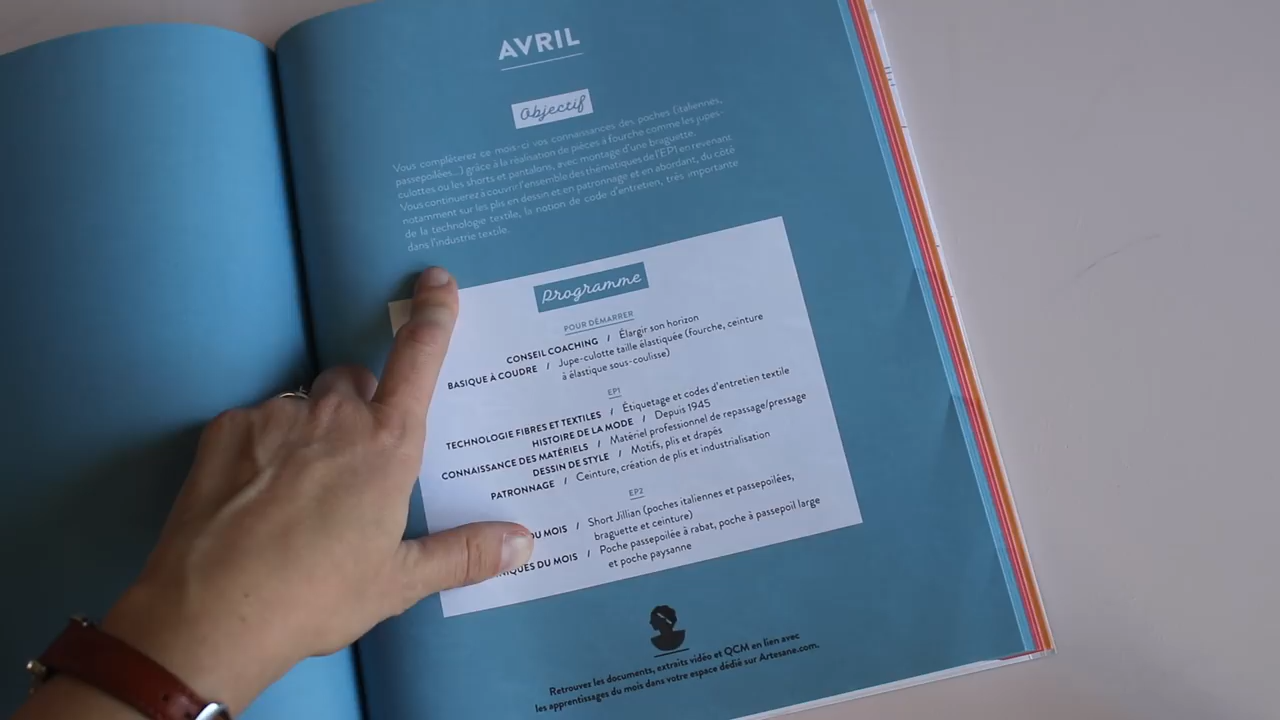 AVRIL
Objectif
Vous compléterez ce mois-ci vos connaissances des poches (italiennes,
passepoilées...) grâce à la réalisation de pièces à fourche comme les jupes-
culottes ou les shorts et pantalons, avec montage d'une braguette.
Vous continuerez à couvrir l'ensemble des thématiques de l'EP1 en revenant
notamment sur les plis en dessin et en patronnage et en abordant, du côté
de la technologie textile, la notion de code d'entretien, très importante
dans l'industrie textile.
Programme
POUR DÉMARRER
CONSEIL COACHING / Élargir son horizon
BASIQUE À COUDRE / Jupe-culotte taille élastiquée (fourche, ceinture
à élastique sous-coulisse)
EP1
TECHNOLOGIE FIBRES ET TEXTILES / Étiquetage et codes d'entretien textile
HISTOIRE DE LA MODE / Depuis 1945
CONNAISSANCE DES MATÉRIELS / Matériel professionnel de repassage/pressage
DESSIN DE STYLE / Motifs, plis et drapés
PATRONNAGE / Ceinture, création de plis et industrialisation
EP2
DU MOIS / Short Jillian (poches italiennes et passepoilées,
braguette et ceinture)
NIQUES DU MOIS / Poche passepoilée à rabat, poche à passepoil large
et poche paysanne
Retrouvez les documents, extraits vidéo et QCM en lien avec
les apprentissages du mois dans votre espace dédié sur Artesane.com.